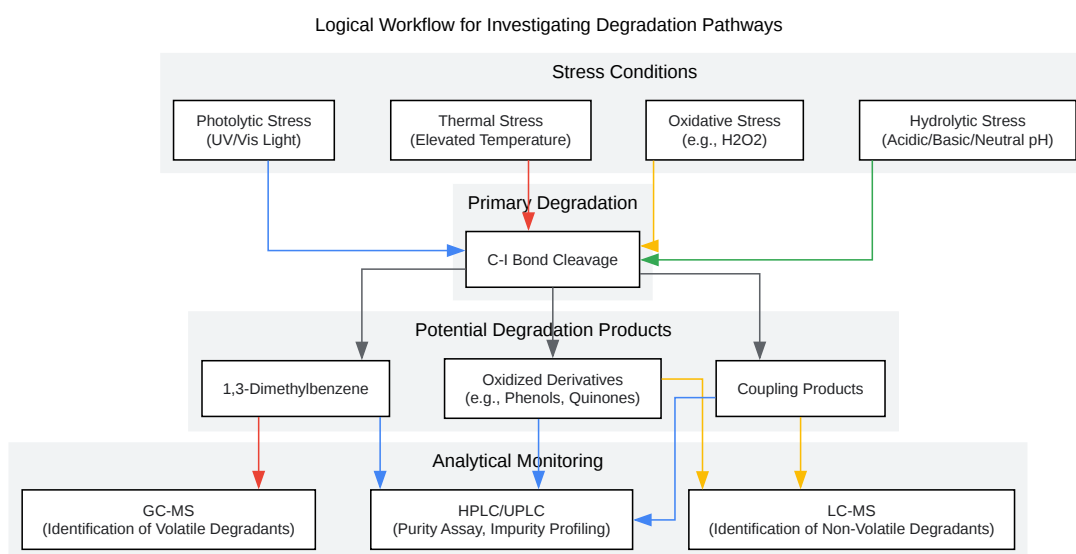 Logical Workflow for Investigating Degradation Pathways
Stress Conditions
Photolytic Stress
(UV/Vis Light)
Thermal Stress
(Elevated Temperature)
Oxidative Stress
(e.g., H2O2)
Hydrolytic Stress
(Acidic/Basic/Neutral pH)
Primary Degradation
C-I Bond Cleavage
Potential Degradation Products
1,3-Dimethylbenzene
Oxidized Derivatives
(e.g., Phenols, Quinones)
Coupling Products
Analytical Monitoring
GC-MS
(Identification of Volatile Degradants)
HPLC/UPLC
(Purity Assay, Impurity Profiling)
LC-MS
(Identification of Non-Volatile Degradants)